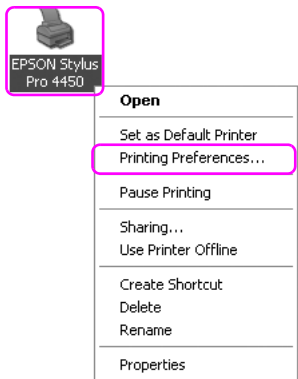 EPSON Stylus
Pro 4450
Open
Set as Default Printer
Printing Preferences...
Pause Printing
Sharing...
Use Printer Offline
Create Shortcut
Delete
Rename
Properties